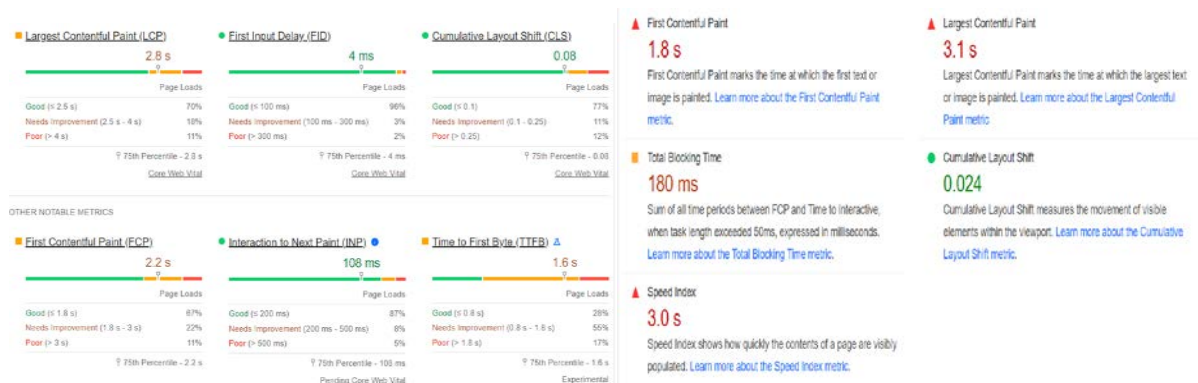 Largest Contentful Paint (LCP)
2.8 s
Page Loads
Good (≤ 2.5 s) 70%
Needs Improvement (2.5 s - 4 s) 18%
Poor (> 4 s) 11%
75th Percentile - 2.8 s
Core Web Vital
First Input Delay (FID)
4 ms
Page Loads
Good (≤ 100 ms) 96%
Needs Improvement (100 ms - 300 ms) 3%
Poor (> 300 ms) 2%
75th Percentile - 4 ms
Core Web Vital
Cumulative Layout Shift (CLS)
0.08
Page Loads
Good (≤ 0.1) 77%
Needs Improvement (0.1 - 0.25) 11%
Poor (> 0.25) 12%
75th Percentile - 0.08
Core Web Vital
OTHER NOTABLE METRICS
First Contentful Paint (FCP)
2.2 s
Page Loads
Good (≤ 1.8 s) 67%
Needs Improvement (1.8 s - 3 s) 22%
Poor (> 3 s) 11%
75th Percentile - 2.2 s
Interaction to Next Paint (INP)
108 ms
Page Loads
Good (≤ 200 ms) 87%
Needs Improvement (200 ms - 500 ms) 8%
Poor (> 500 ms) 5%
75th Percentile - 108 ms
Pending Core Web Vital
Time to First Byte (TTFB)
1.6 s
Page Loads
Good (≤ 0.8 s) 28%
Needs Improvement (0.8 s - 1.8 s) 55%
Poor (> 1.8 s) 17%
75th Percentile - 1.6 s
Experimental
First Contentful Paint
1.8 s
First Contentful Paint marks the time at which the first text or
image is painted. Learn more about the First Contentful Paint
metric.
Largest Contentful Paint
3.1 s
Largest Contentful Paint marks the time at which the largest text
or image is painted. Learn more about the Largest Contentful
Paint metric
Total Blocking Time
180 ms
Sum of all time periods between FCP and Time to Interactive,
when task length exceeded 50ms, expressed in milliseconds.
Learn more about the Total Blocking Time metric.
Cumulative Layout Shift
0.024
Cumulative Layout Shift measures the movement of visible
elements within the viewport. Learn more about the Cumulative
Layout Shift metric.
Speed Index
3.0 s
Speed Index shows how quickly the contents of a page are visibly
populated. Learn more about the Speed Index metric.